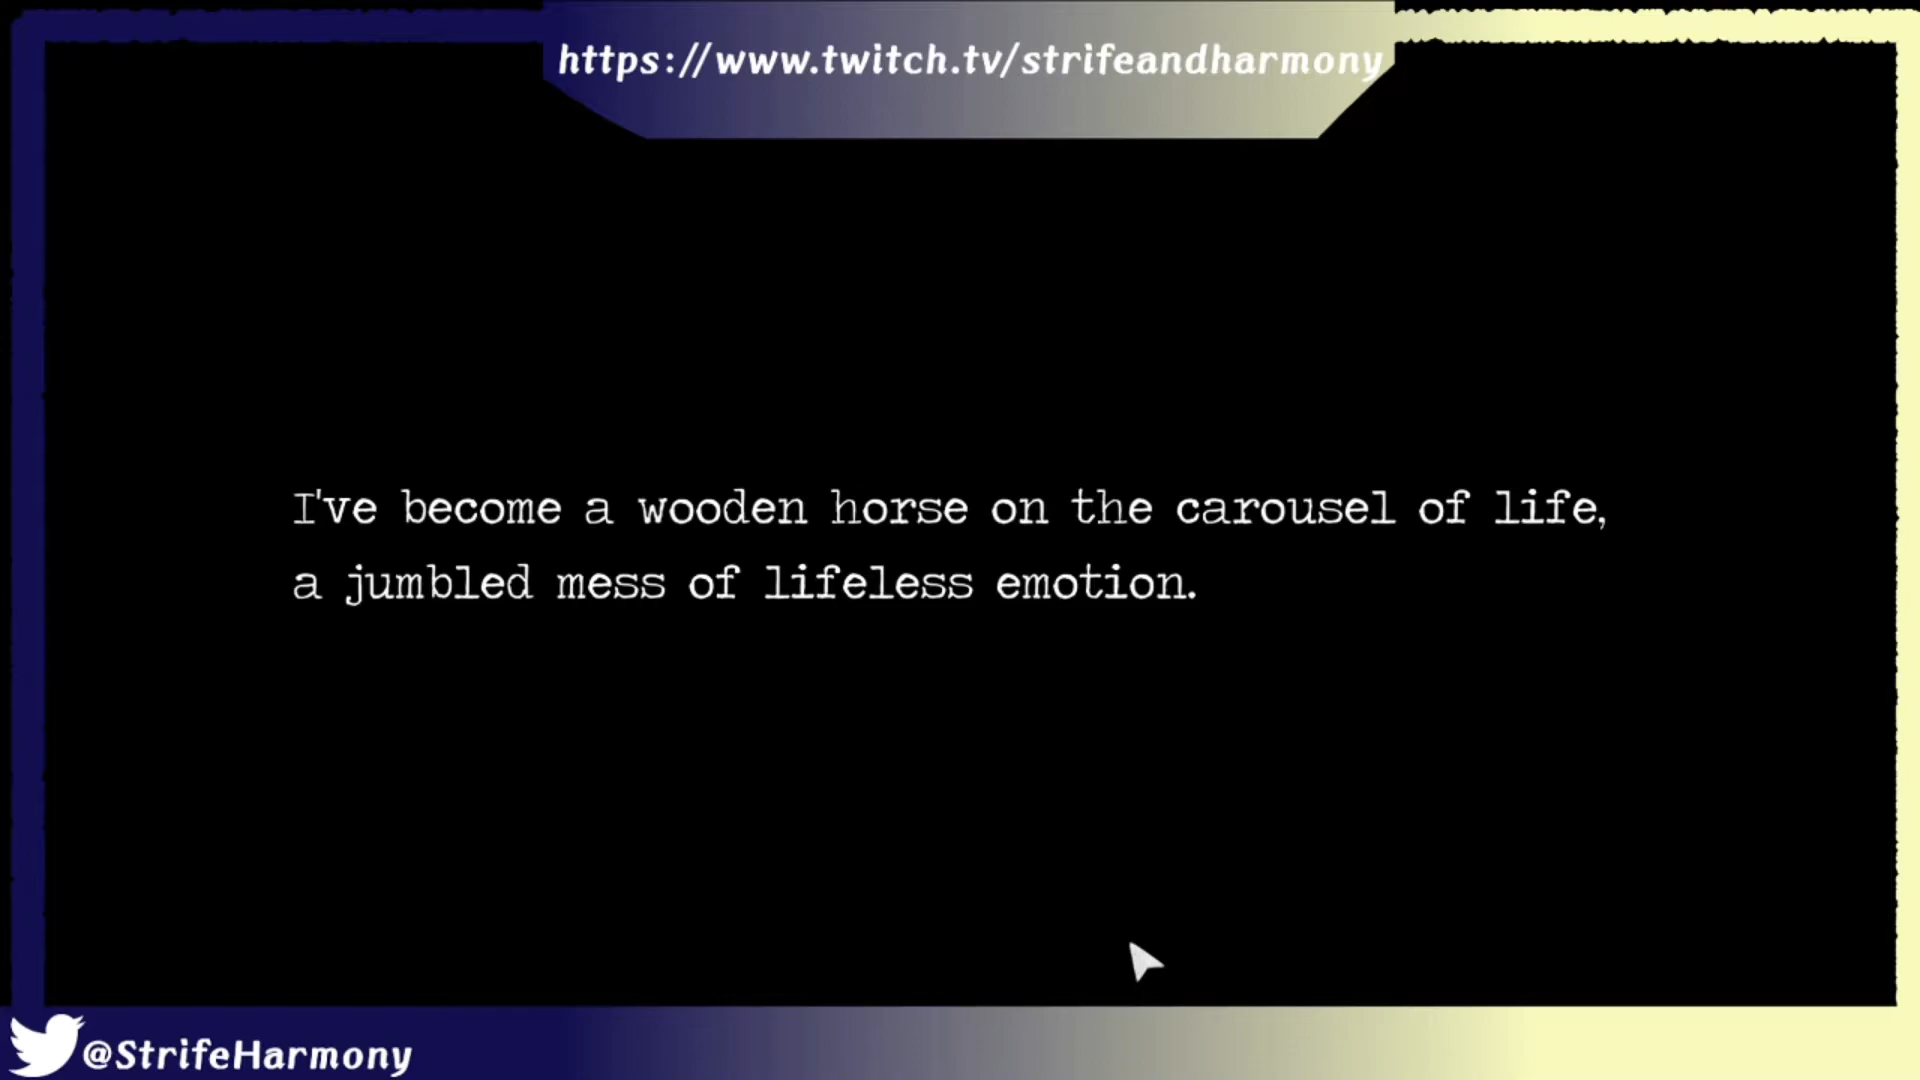 https://www.twitch.tv/strifeandharmony
I've become a wooden horse on the carousel of life,
a jumbled mess of lifeless emotion.
@StrifeHarmony